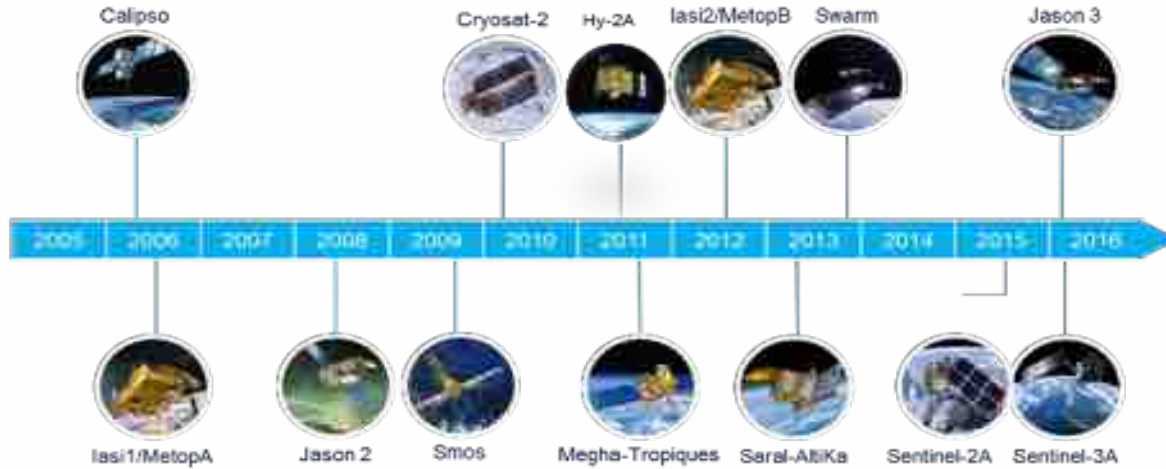 Calipso
Cryosat-2
Hy-2A
Iasi2/MetopB
Swarm
Jason 3
2005 2006 2007 2008 2009 2010 2011 2012 2013 2014 2015 2016
Iasi1/MetopA
Jason 2
Smos
Megha-Tropiques
Saral-AltiKa
Sentinel-2A
Sentinel-3A